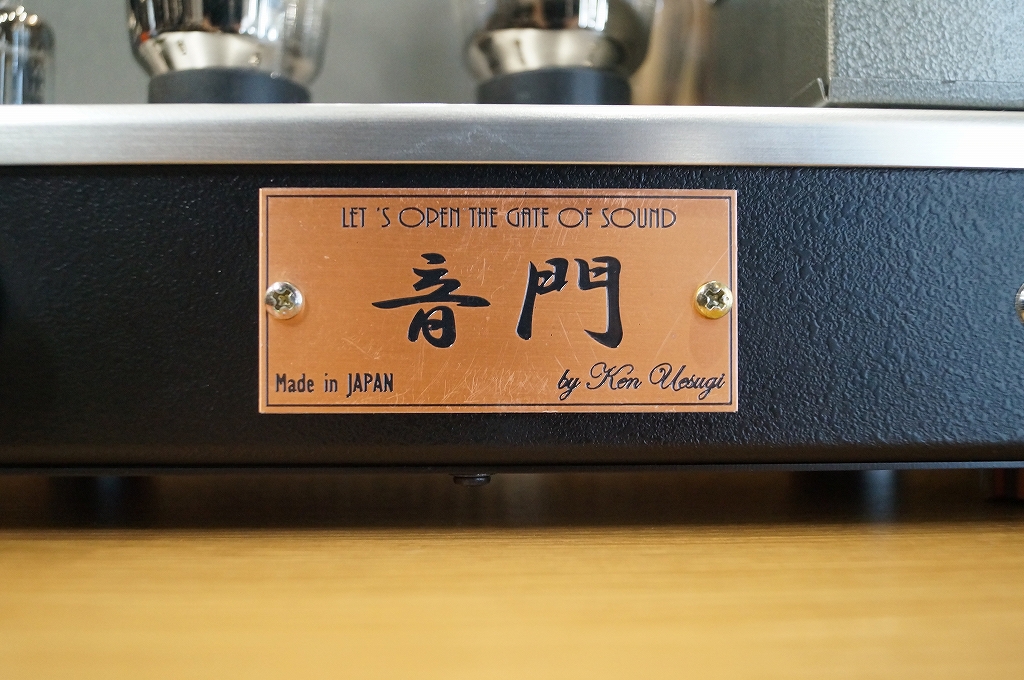 LET 'S OPEN THE GATE OF SOUND
音門
Made in JAPAN
by Ken Uesugi